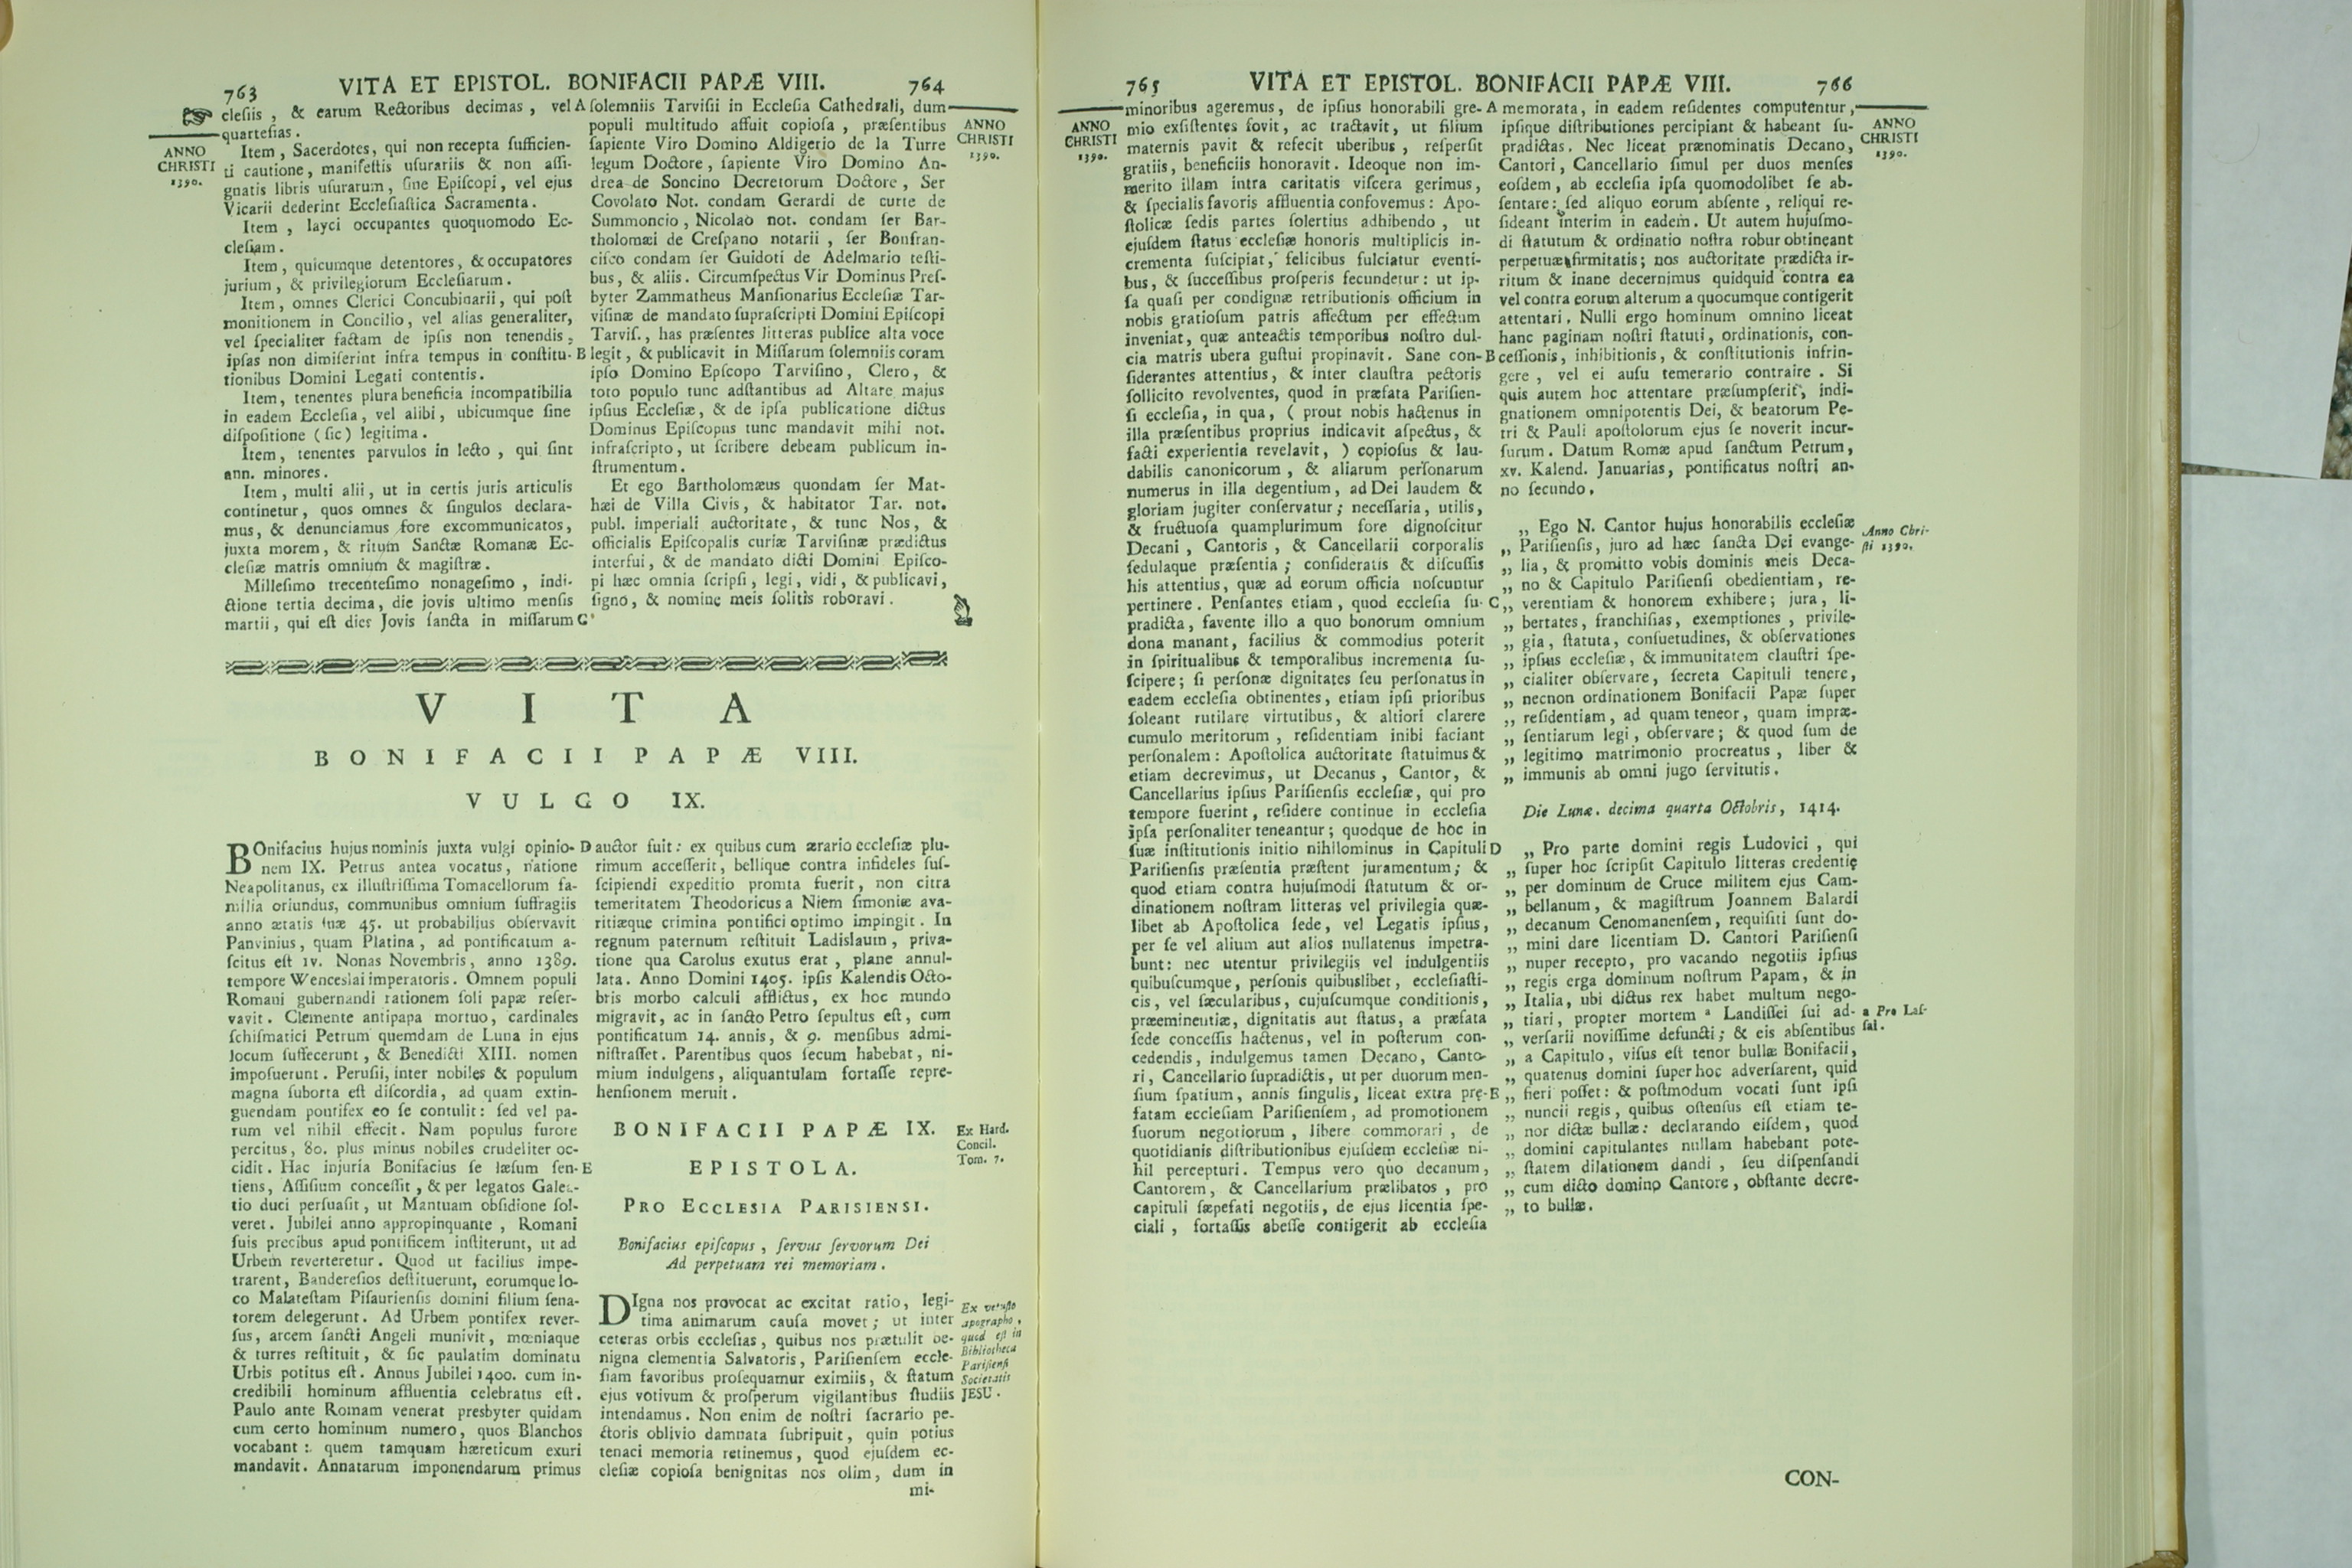 763 VITA ET EPISTOL. BONIFACII PAPÆ VIII. 764
cleſiis, & earum Rectoribus decimas, vel
quarteſias.
ANNO
CHRISTI
1390.
Item, Sacerdotes, qui non recepta ſufficien-
ti cautione, manifeſtis uſurariis & non aſſi-
gnatis libris uſurarum, ſine Epiſcopi, vel ejus
Vicarii dederint Eccleſiaſtica Sacramenta.
Item, layci occupantes quoquomodo Ec-
cleſiam.
Item, quicumque detentores, & occupatores
jurium, & privilegiorum Eccleſiarum.
Item, omnes Clerici Concubinarii, qui poſt
monitionem in Concilio, vel alias generaliter,
vel ſpecialiter factam de ipſis non tenendis,
ipſas non dimiſerint infra tempus in conſtitu- B
tionibus Domini Legati contentis.
Item, tenentes plura beneficia incompatibilia
in eadem Eccleſia, vel alibi, ubicumque ſine
diſpoſitione (ſic) legitima.
Item, tenentes parvulos in lecto, qui ſint
ann. minores.
Item, multi alii, ut in certis juris articulis
continetur, quos omnes & ſingulos declara-
mus, & denunciamus fore excommunicatos,
juxta morem, & ritum Sanctæ Romanæ Ec-
cleſiæ matris omnium & magiſtræ.
Milleſimo trecenteſimo nonageſimo, indi-
ctione tertia decima, die jovis ultimo menſis
martii, qui eſt dies Jovis ſancta in miſſarum C
A ſolemniis Tarviſii in Eccleſia Cathedrali, dum
populi multitudo affuit copioſa, præſentibus
ſapiente Viro Domino Aldigerio de la Turre
legum Doctore, ſapiente Viro Domino An-
drea de Soncino Decretorum Doctore, Ser
Covolato Not. condam Gerardi de curte de
Summoncio, Nicolao not. condam ſer Bar-
tholomæi de Creſpano notarii, ſer Bonfran-
ciſco condam ſer Guidoti de Adelmario teſti-
bus, & aliis. Circumſpectus Vir Dominus Preſ-
byter Zammatheus Manſionarius Eccleſiæ Tar-
viſinæ de mandato ſupraſcripti Domini Epiſcopi
Tarviſ., has præſentes litteras publice alta voce
legit, & publicavit in Miſſarum ſolemniis coram
ipſo Domino Epſcopo Tarviſino, Clero, &
toto populo tunc adſtantibus ad Altare majus
ipſius Eccleſiæ, & de ipſa publicatione dictus
Dominus Epiſcopus tunc mandavit mihi not.
infraſcripto, ut ſcribere debeam publicum in-
ſtrumentum.
Et ego Bartholomæus quondam ſer Mat-
hæi de Villa Civis, & habitator Tar. not.
publ. imperiali auctoritate, & tunc Nos, &
officialis Epiſcopalis curiæ Tarviſinæ prædictus
interfui, & de mandato dicti Domini Epiſco-
pi hæc omnia ſcripſi, legi, vidi, & publicavi,
ſigno, & nomine meis ſolitis roboravi.
ANNO
CHRISTI
1390.
VITA
BONIFACII PAPÆ VIII.
VULGO IX.
BOnifacius hujus nominis juxta vulgi opinio-
nem IX. Petrus antea vocatus, natione
Neapolitanus, ex illuſtriſſima Tomacellorum fa-
milia oriundus, communibus omnium ſuffragiis
anno ætatis ſuæ 45. ut probabilius obſervavit
Panvinius, quam Platina, ad pontificatum a-
ſcitus eſt IV. Nonas Novembris, anno 1389.
tempore Wenceslai imperatoris. Omnem populi
Romani gubernandi rationem ſoli papæ reſer-
vavit. Clemente antipapa mortuo, cardinales
ſchiſmatici Petrum quemdam de Luna in ejus
locum ſuffecerunt, & Benedicti XIII. nomen
impoſuerunt. Peruſii, inter nobiles & populum
magna ſuborta eſt diſcordia, ad quam extin-
guendam pontifex eo ſe contulit: ſed vel pa-
rum vel nihil effecit. Nam populus furore
percitus, 80. plus minus nobiles crudeliter oc-
cidit. Hac injuria Bonifacius ſe læſum ſen- E
tiens, Aſſiſium conceſſit, & per legatos Galea-
tio duci perſuaſit, ut Mantuam obſidione ſol-
veret. Jubilei anno appropinquante, Romani
ſuis precibus apud pontificem inſtiterunt, ut ad
Urbem reverteretur. Quod ut facilius impe-
trarent, Bandereſios deſtituerunt, eorumque lo-
co Malateſtam Piſaurienſis domini filium ſena-
torem delegerunt. Ad Urbem pontifex rever-
ſus, arcem ſancti Angeli munivit, mœniaque
& turres reſtituit, & ſic paulatim dominatu
Urbis potitus eſt. Annus Jubilei 1400. cum in-
credibili hominum affluentia celebratus eſt.
Paulo ante Romam venerat presbyter quidam
cum certo hominum numero, quos Blanchos
vocabant: quem tamquam hæreticum exuri
mandavit. Annatarum imponendarum primus
D auctor fuit: ex quibus cum ærario eccleſiæ plu-
rimum acceſſerit, bellique contra infideles ſuſ-
ſcipiendi expeditio promta fuerit, non citra
temeritatem Theodoricus a Niem ſimoniæ ava-
ritiæque crimina pontifici optimo impingit. In
regnum paternum reſtituit Ladislaum, priva-
tione qua Carolus exutus erat, plane annul-
lata. Anno Domini 1405. ipſis Kalendis Octo-
bris morbo calculi afflictus, ex hoc mundo
migravit, ac in ſancto Petro ſepultus eſt, cum
pontificatum 14. annis, & 9. menſibus admi-
niſtraſſet. Parentibus quos ſecum habebat, ni-
mium indulgens, aliquantulam fortaſſe repre-
henſionem meruit.
BONIFACII PAPÆ IX.
EPISTOLA.
Ex Hard.
Concil.
Tom. 7.
PRO ECCLESIA PARISIENSI.
Bonifacius epiſcopus, ſervus ſervorum Dei
Ad perpetuam rei memoriam.
DIgna nos provocat ac excitat ratio, legi-
tima animarum cauſa movet; ut inter
ceteras orbis eccleſias, quibus nos prætulit be-
nigna clementia Salvatoris, Pariſienſem eccle-
ſiam favoribus proſequamur eximiis, & ſtatum
ejus votivum & proſperum vigilantibus ſtudiis
intendamus. Non enim de noſtri ſacrario pe-
ctoris oblivio damnata ſubripuit, quin potius
tenaci memoria retinemus, quod ejuſdem ec-
cleſiæ copioſa benignitas nos olim, dum in
mi-
Ex vetuſto
apographo,
quod eſt in
Bibliotheca
Pariſienſi
Societatis
JESU.
765 VITA ET EPISTOL. BONIFACII PAPÆ VIII. 766
ANNO
CHRISTI
1390.
minoribus ageremus, de ipſius honorabili gre-
mio exſiſtentes fovit, ac tractavit, ut filium
maternis pavit & refecit uberibus, reſperſit
gratiis, beneficiis honoravit. Ideoque non im-
merito illam intra caritatis viſcera gerimus,
& ſpecialis favoris affluentia confovemus: Apo-
ſtolicæ ſedis partes ſolertius adhibendo, ut
ejuſdem ſtatus eccleſiæ honoris multiplicis in-
crementa ſuſcipiat, felicibus fulciatur eventi-
bus, & ſucceſſibus proſperis fecundetur: ut ip-
ſa quaſi per condignæ retributionis officium in
nobis gratioſum patris affectum per effectum
inveniat, quæ anteactis temporibus noſtro dul-
cia matris ubera guſtui propinavit. Sane con-
ſiderantes attentius, & inter clauſtra pectoris
ſollicito revolventes, quod in præfata Pariſien-
ſi eccleſia, in qua, (prout nobis hactenus in
illa præſentibus proprius indicavit aſpectus, &
facti experientia revelavit,) copioſus & lau-
dabilis canonicorum, & aliarum perſonarum
numerus in illa degentium, ad Dei laudem &
gloriam jugiter conſervatur; neceſſaria, utilis,
& fructuoſa quamplurimum fore dignoſcitur
Decani, Cantoris, & Cancellarii corporalis
ſedulaque præſentia; conſideratis & diſcuſſis
his attentius, quæ ad eorum officia noſcuntur
pertinere. Penſantes etiam, quod eccleſia ſu-
pradicta, favente illo a quo bonorum omnium
dona manant, facilius & commodius poterit
in ſpiritualibus & temporalibus incrementa ſu-
ſcipere; ſi perſonæ dignitates ſeu perſonatus in
eadem eccleſia obtinentes, etiam ipſi prioribus
ſoleant rutilare virtutibus, & altiori clarere
cumulo meritorum, reſidentiam inibi faciant
perſonalem: Apoſtolica auctoritate ſtatuimus &
etiam decrevimus, ut Decanus, Cantor, &
Cancellarius ipſius Pariſienſis eccleſiæ, qui pro
tempore fuerint, reſidere continue in eccleſia
ipſa perſonaliter teneantur; quodque de hoc in
ſuæ inſtitutionis initio nihilominus in Capituli
Pariſienſis præſentia præſtent juramentum; &
quod etiam contra hujuſmodi ſtatutum & or-
dinationem noſtram litteras vel privilegia quæ-
libet ab Apoſtolica ſede, vel Legatis ipſius,
per ſe vel alium aut alios nullatenus impetra-
bunt: nec utentur privilegiis vel indulgentiis
quibuſcumque, perſonis quibuslibet, eccleſiaſti-
cis, vel ſæcularibus, cujuſcumque conditionis,
præeminentiæ, dignitatis aut ſtatus, a præfata
ſede conceſſis hactenus, vel in poſterum con-
cedendis, indulgemus tamen Decano, Canto-
ri, Cancellario ſupradictis, ut per duorum men-
ſium ſpatium, annis ſingulis, liceat extra prę-
fatam eccleſiam Pariſienſem, ad promotionem
ſuorum negotiorum, libere commorari, de
quotidianis diſtributionibus ejuſdem eccleſiæ ni-
hil percepturi. Tempus vero quo decanum,
Cantorem, & Cancellarium prælibatos, pro
capituli ſæpefati negotiis, de ejus licentia ſpe-
ciali, fortaſſis abeſſe contigerit ab eccleſia
A memorata, in eadem reſidentes computentur,
ipſique diſtributiones percipiant & habeant ſu-
pradictas. Nec liceat prænominatis Decano,
Cantori, Cancellario ſimul per duos menſes
eoſdem, ab eccleſia ipſa quomodolibet ſe ab-
ſentare: ſed aliquo eorum abſente, reliqui re-
ſideant interim in eadem. Ut autem hujuſmo-
di ſtatutum & ordinatio noſtra robur obtineant
perpetuæ firmitatis; nos auctoritate prædicta ir-
ritum & inane decernimus quidquid contra ea
vel contra eorum alterum a quocumque contigerit
attentari. Nulli ergo hominum omnino liceat
hanc paginam noſtri ſtatuti, ordinationis, con-
B ceſſionis, inhibitionis, & conſtitutionis infrin-
gere, vel ei auſu temerario contraire. Si
quis autem hoc attentare præſumpſerit, indi-
gnationem omnipotentis Dei, & beatorum Pe-
tri & Pauli apoſtolorum ejus ſe noverit incur-
ſurum. Datum Romæ apud ſanctum Petrum,
xv. Kalend. Januarias, pontificatus noſtri an-
no ſecundo.
ANNO
CHRISTI
1390.
„ Ego N. Cantor hujus honorabilis eccleſiæ
„ Pariſienſis, juro ad hæc ſancta Dei evange-
„ lia, & promitto vobis dominis meis Deca-
„ no & Capitulo Pariſienſi obedientiam, re-
C „ verentiam & honorem exhibere; jura, li-
„ bertates, franchiſias, exemptiones, privile-
„ gia, ſtatuta, conſuetudines, & obſervationes
„ ipſius eccleſiæ, & immunitatem clauſtri ſpe-
„ cialiter obſervare, ſecreta Capituli tenere,
„ necnon ordinationem Bonifacii Papæ ſuper
„ reſidentiam, ad quam teneor, quam impræ-
„ ſentiarum legi, obſervare; & quod ſum de
„ legitimo matrimonio procreatus, liber &
„ immunis ab omni jugo ſervitutis.
Anno Chri-
ſti 1390.
Die Lunæ. decima quarta Octobris, 1414.
D „ Pro parte domini regis Ludovici, qui
„ ſuper hoc ſcripſit Capitulo litteras credentię
„ per dominum de Cruce militem ejus Cam-
„ bellanum, & magiſtrum Joannem Balardi
„ decanum Cenomanenſem, requiſiti ſunt do-
„ mini dare licentiam D. Cantori Pariſienſi
„ nuper recepto, pro vacando negotiis ipſius
„ regis erga dominum noſtrum Papam, & in
„ Italia, ubi dictus rex habet multum nego-
„ tiari, propter mortem ª Landiſlei ſui ad-
„ verſarii noviſſime defuncti; & eis abſentibus
„ a Capitulo, viſus eſt tenor bullæ Bonifacii,
„ quatenus domini ſuper hoc adverſarent, quid
E „ fieri poſſet: & poſtmodum vocati ſunt ipſi
„ nuncii regis, quibus oſtenſus eſt etiam te-
„ nor dictæ bullæ: declarando eiſdem, quod
„ domini capitulantes nullam habebant pote-
„ ſtatem dilationem dandi, ſeu diſpenſandi
„ cum dicto domino Cantore, obſtante decre-
„ to bullæ.
a Pro Laſ-
ſal.
CON-